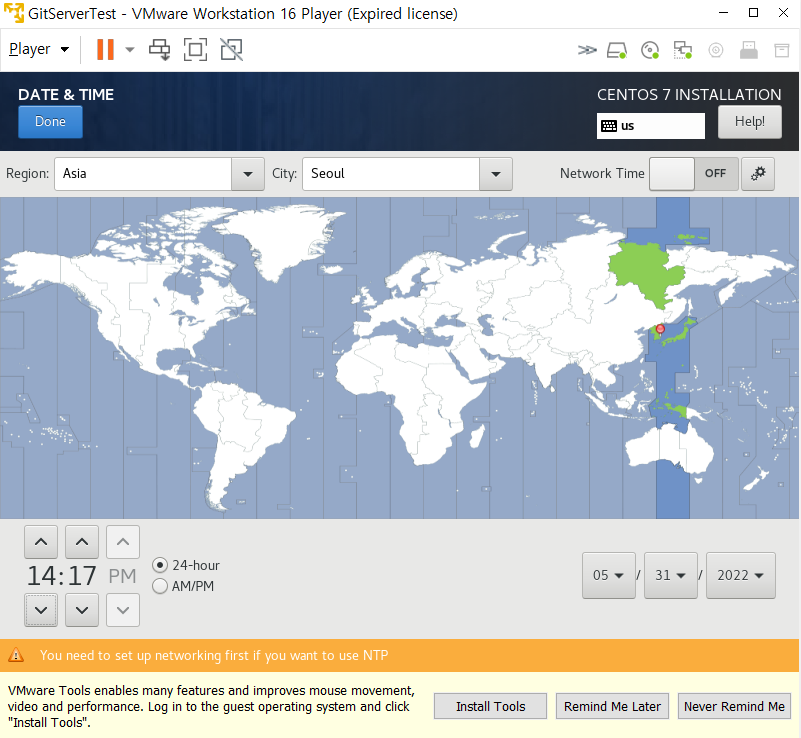 GitServerTest - VMware Workstation 16 Player (Expired license)
Player
DATE & TIME
CENTOS 7 INSTALLATION
Done
us
Help!
Region: Asia City: Seoul Network Time OFF
14:17 PM
24-hour
AM/PM
05 / 31 / 2022
You need to set up networking first if you want to use NTP
VMware Tools enables many features and improves mouse movement,
video and performance. Log in to the guest operating system and click
"Install Tools".
Install Tools Remind Me Later Never Remind Me